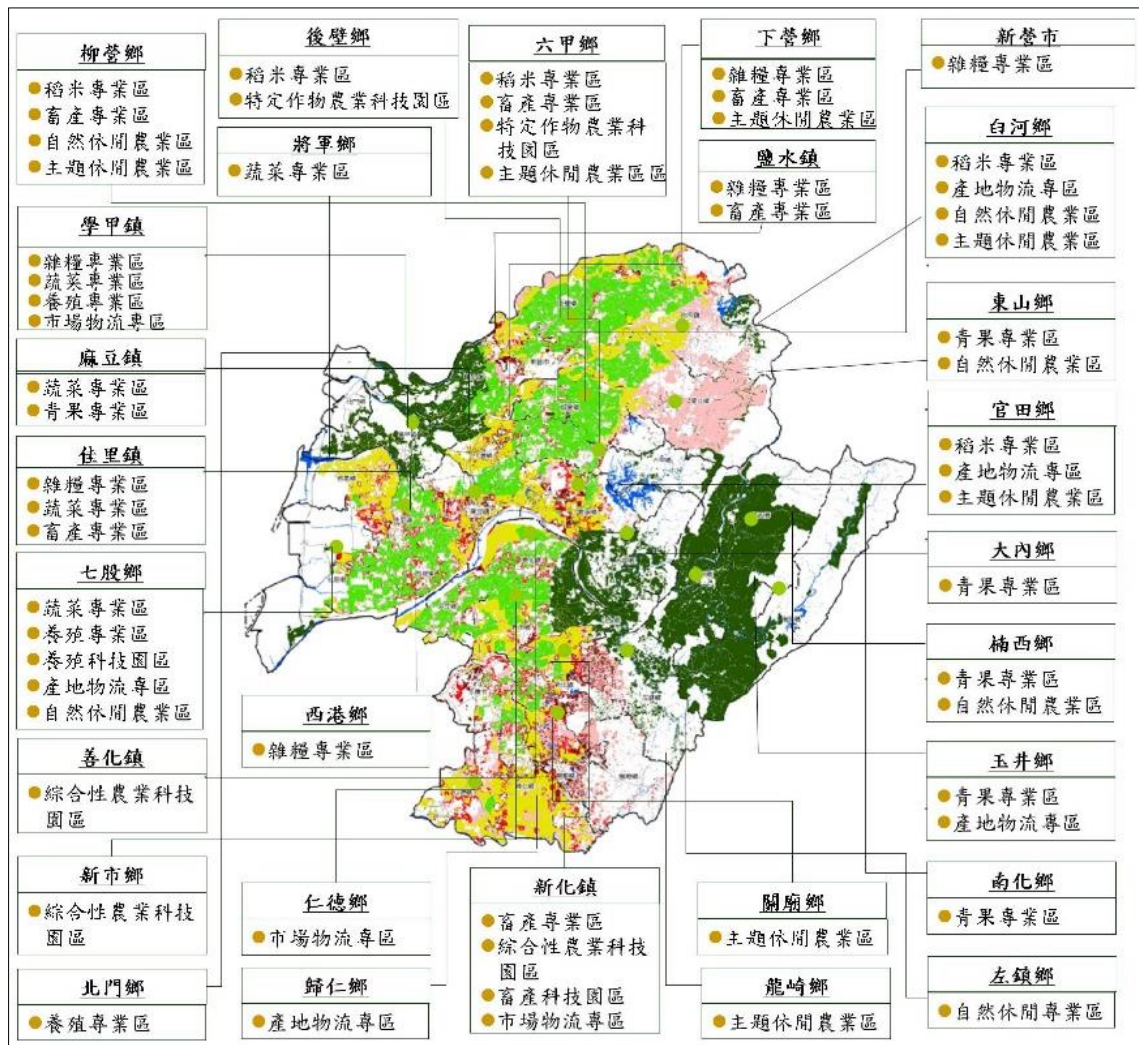 柳營鄉
●稻米專業區
●畜產專業區
●自然休閒農業區
●主題休閒農業區
後壁鄉
●稻米專業區
●特定作物農業科技園區
將軍鄉
●蔬菜專業區
六甲鄉
●稻米專業區
●畜產專業區
●特定作物農業科
技園區
●主題休閒農業區區
下營鄉
●雜糧專業區
●畜產專業區
●主題休閒農業區
鹽水鎮
●雜糧專業區
●畜產專業區
新營市
●雜糧專業區
白河鄉
●稻米專業區
●產地物流專區
●自然休閒農業區
●主題休閒農業區
學甲鎮
●雜糧專業區
●蔬菜專業區
●養殖專業區
●市場物流專區
東山鄉
●青果專業區
●自然休閒農業區
麻豆鎮
●蔬菜專業區
●青果專業區
官田鄉
●稻米專業區
●產地物流專區
●主題休閒農業區
佳里鎮
●雜糧專業區
●蔬菜專業區
●畜產專業區
大內鄉
●青果專業區
七股鄉
●蔬菜專業區
●養殖專業區
●養殖科技園區
●產地物流專區
●自然休閒農業區
楠西鄉
●青果專業區
●自然休閒農業區
西港鄉
●雜糧專業區
善化鎮
●綜合性農業科技
園區
玉井鄉
●青果專業區
●產地物流專區
新市鄉
●綜合性農業科技
園區
仁德鄉
●市場物流專區
新化鎮
●畜產專業區
●綜合性農業科技
園區
●畜產科技園區
●市場物流專區
關廟鄉
●主題休閒農業區
南化鄉
●青果專業區
北門鄉
●養殖專業區
歸仁鄉
●產地物流專區
龍崎鄉
●主題休閒農業區
左鎮鄉
●自然休閒專業區